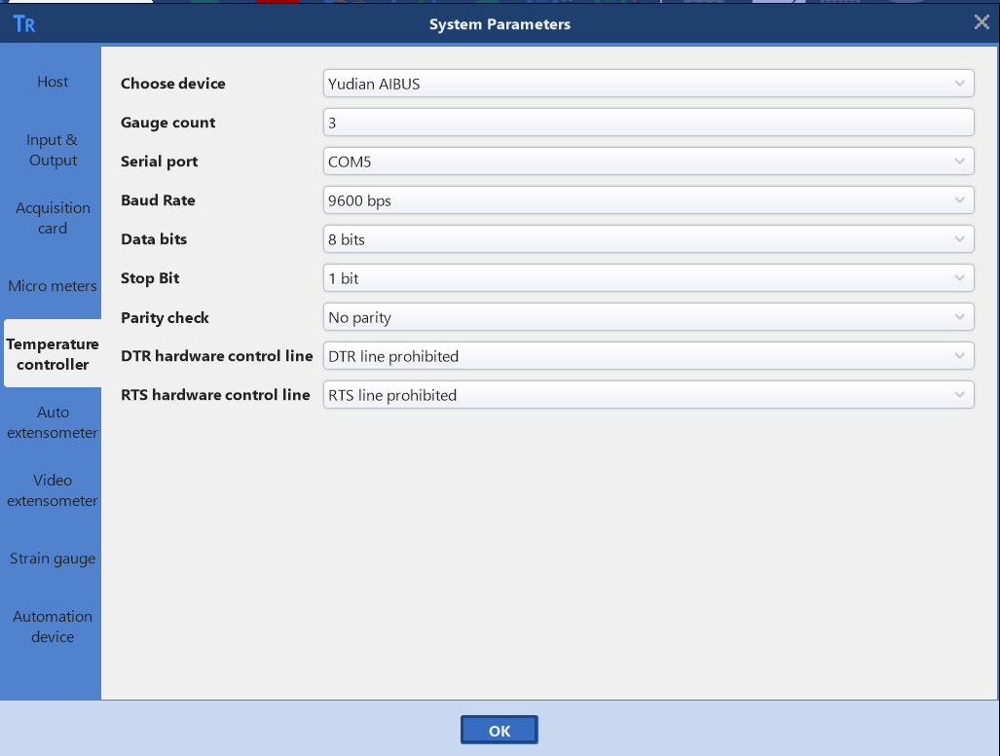 TR
System Parameters
Host
Input &
Output
Acquisition
card
Micro meters
Temperature
controller
Auto
extensometer
Video
extensometer
Strain gauge
Automation
device
Choose device
Yudian AIBUS
Gauge count
3
Serial port
COM5
Baud Rate
9600 bps
Data bits
8 bits
Stop Bit
1 bit
Parity check
No parity
DTR hardware control line
DTR line prohibited
RTS hardware control line
RTS line prohibited
OK